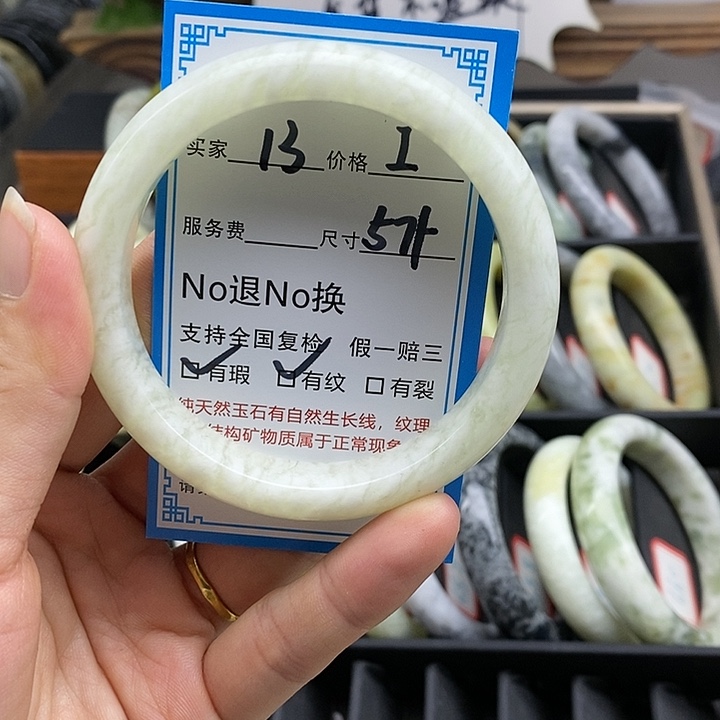 买家 13 价格 I
服务费 尺寸 57
No退No换
支持全国复检 假一赔三
☑有瑕 ☑有纹 □有裂
纯天然玉石有自然生长线，纹理
结构矿物质属于正常现象